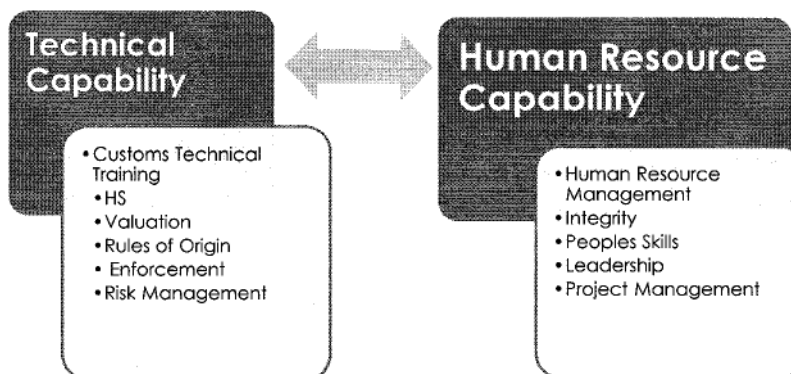 Technical
Capability
• Customs Technical
Training
• HS
• Valuation
• Rules of Origin
• Enforcement
• Risk Management
Human Resource
Capability
• Human Resource
Management
• Integrity
• Peoples Skills
• Leadership
• Project Management